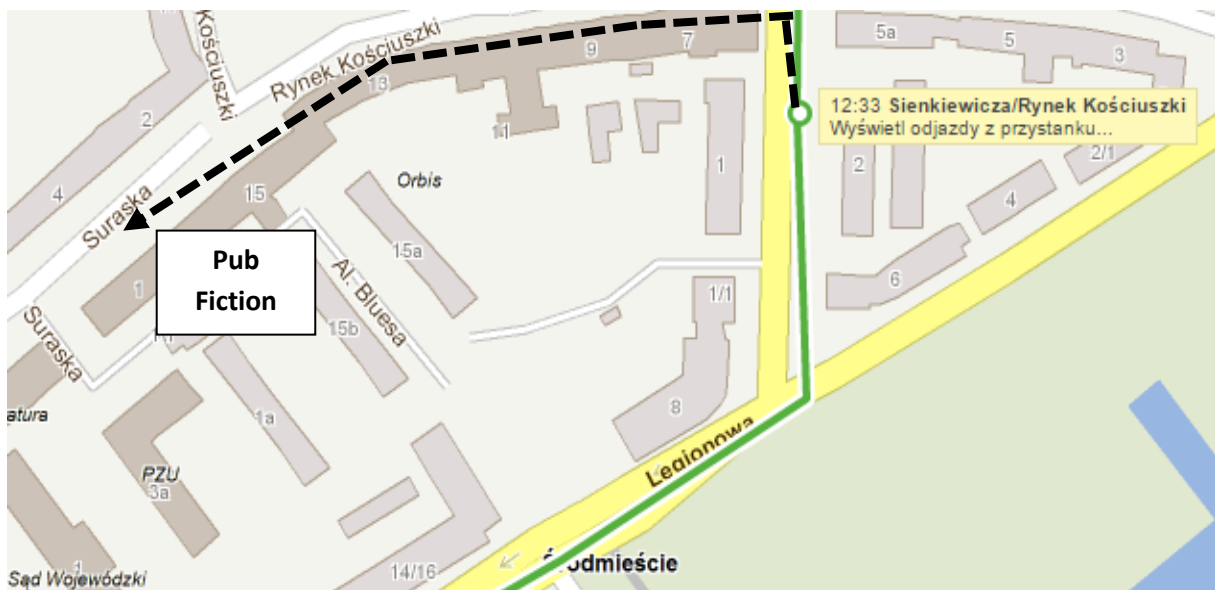 Kościuszki
Rynek Kościuszki
5a
5
3
7
9
13
11
2
4
12:33 Sienkiewicza/Rynek Kościuszki
Wyświetl odjazdy z przystanku...
2/1
1
2
4
Orbis
15
15a
Suraska
Pub
Fiction
Al. Bluesa
1
6
1/1
15b
Suraska
8
1a
atura
Legionowa
PZU
3a
1
14/16
Śródmieście
Sąd Wojewódzki